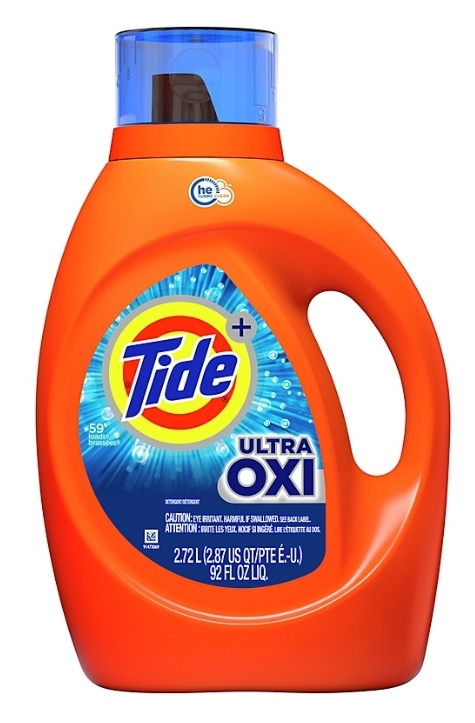 he
TURBO CLEAN
+
Tide
59*
loads‡
brassées‡
ULTRA
OXI
DETERGENT/DÉTERGENT
CAUTION: EYE IRRITANT. HARMFUL IF SWALLOWED. SEE BACK LABEL.
ATTENTION : IRRITE LES YEUX. NOCIF SI INGÉRÉ. LIRE L'ÉTIQUETTE AU DOS.
2.72 L (2.87 US QT/PTE É.-U.)
92 FL OZ LIQ.